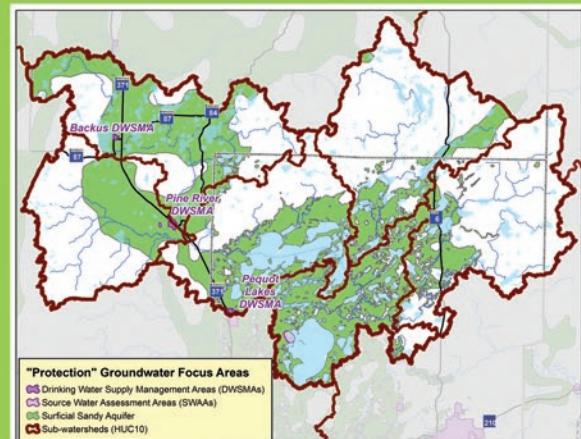 371
84
87
Backus DWSMA
87
Pine River
DWSMA
6
Pequot
Lakes
DWSMA
371
"Protection" Groundwater Focus Areas
Drinking Water Supply Management Areas (DWSMAs)
Source Water Assessment Areas (SWAAs)
Surficial Sandy Aquifer
Sub-watersheds (HUC10)
210